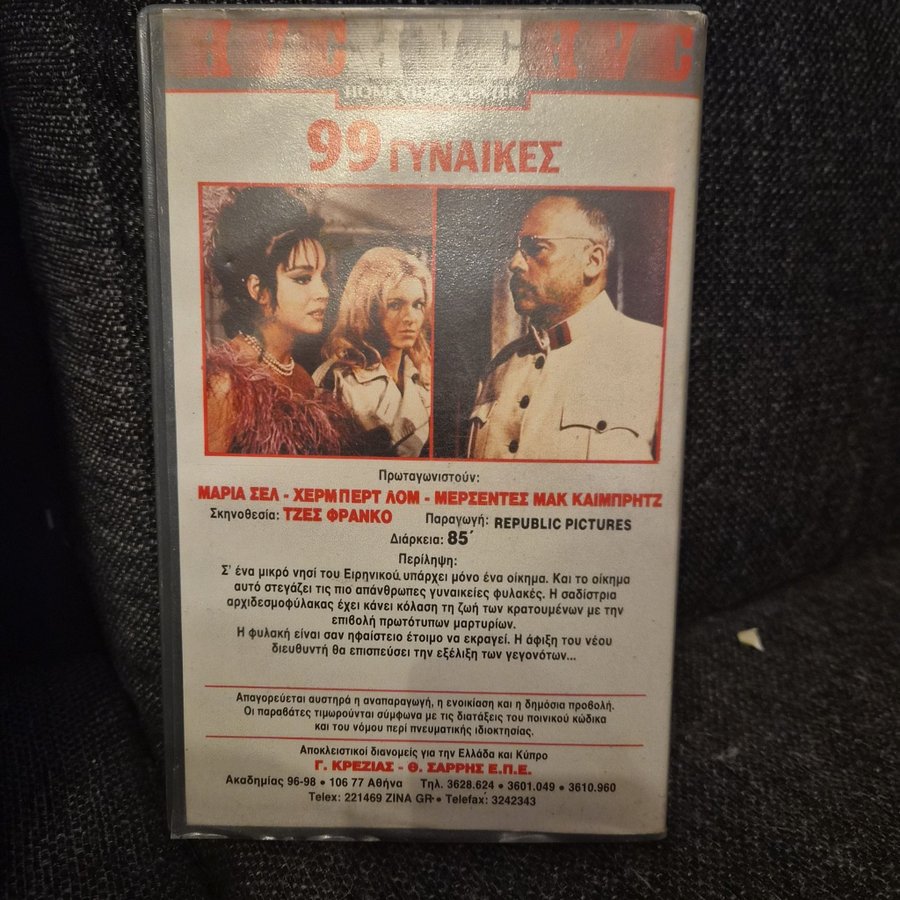 HVC HVC HVC
HOME VIDEO CENTER
99 ΓΥΝΑΙΚΕΣ
Πρωταγωνιστούν:
ΜΑΡΙΑ ΣΕΛ - ΧΕΡΜΠΕΡΤ ΛΟΜ - ΜΕΡΣΕΝΤΕΣ ΜΑΚ ΚΑΙΜΠΡΗΤΖ
Σκηνοθεσία: ΤΖΕΣ ΦΡΑΝΚΟ Παραγωγή: REPUBLIC PICTURES
Διάρκεια: 85΄
Περίληψη:
Σ' ένα μικρό νησί του Ειρηνικού, υπάρχει μόνο ένα οίκημα. Και το οίκημα
αυτό στεγάζει τις πιο απάνθρωπες γυναικείες φυλακές. Η σαδίστρια
αρχιδεσμοφύλακας έχει κάνει κόλαση τη ζωή των κρατουμένων με την
επιβολή πρωτότυπων μαρτυρίων.
Η φυλακή είναι σαν ηφαίστειο έτοιμο να εκραγεί. Η άφιξη του νέου
διευθυντή θα επισπεύσει την εξέλιξη των γεγονότων...
Απαγορεύεται αυστηρά η αναπαραγωγή, η ενοικίαση και η δημόσια προβολή.
Οι παραβάτες τιμωρούνται σύμφωνα με τις διατάξεις του ποινικού κώδικα
και του νόμου περί πνευματικής ιδιοκτησίας.
Αποκλειστικοί διανομείς για την Ελλάδα και Κύπρο
Γ. ΚΡΕΖΙΑΣ - Θ. ΣΑΡΡΗΣ Ε.Π.Ε.
Ακαδημίας 96-98 • 106 77 Αθήνα Τηλ. 3628.624 • 3601.049 • 3610.960
Telex: 221469 ZINA GR • Telefax: 3242343